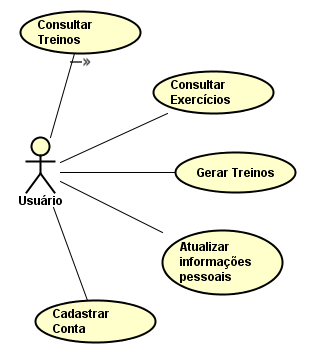 Consultar
Treinos
Consultar
Exercícios
Gerar Treinos
Usuário
Atualizar
informações
pessoais
Cadastrar
Conta